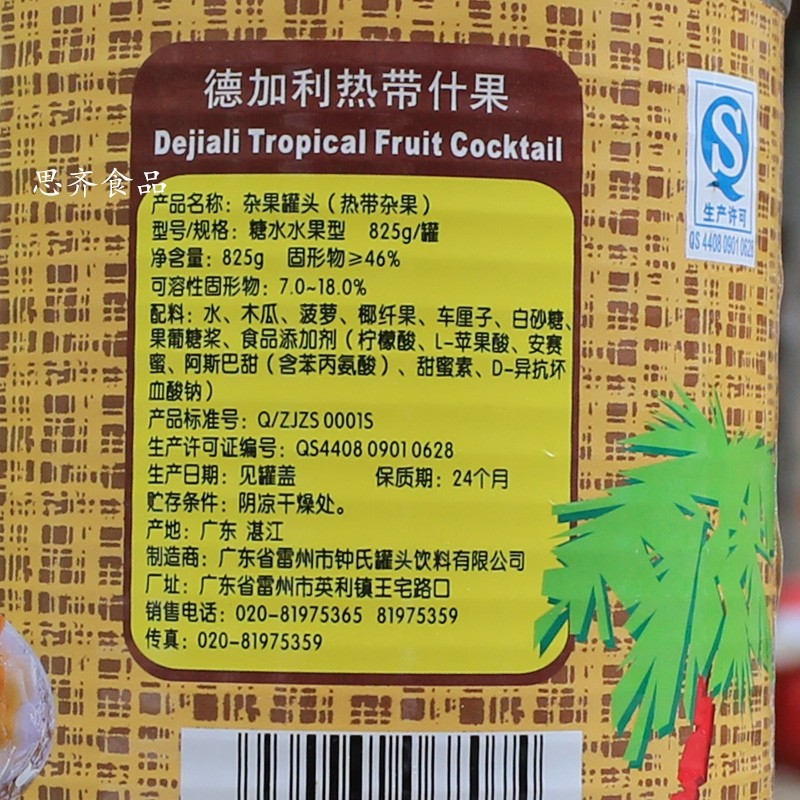 德加利热带什果
Dejiali Tropical Fruit Cocktail
思齐食品
产品名称：杂果罐头（热带杂果）
型号/规格：糖水水果型 825g/罐
净含量：825g 固形物≥46%
可溶性固形物：7.0~18.0%
配料：水、木瓜、菠萝、椰纤果、车厘子、白砂糖、
果葡糖浆、食品添加剂（柠檬酸、L-苹果酸、安赛
蜜、阿斯巴甜（含苯丙氨酸）、甜蜜素、D-异抗坏
血酸钠）
产品标准号：Q/ZJZS 0001S
生产许可证编号：QS4408 0901 0628
生产日期：见罐盖 保质期：24个月
贮存条件：阴凉干燥处。
产地：广东 湛江
制造商：广东省雷州市钟氏罐头饮料有限公司
厂址：广东省雷州市英利镇王宅路口
销售电话：020-81975365 81975359
传真：020-81975359
S
生产许可
QS 4408 0901 0628